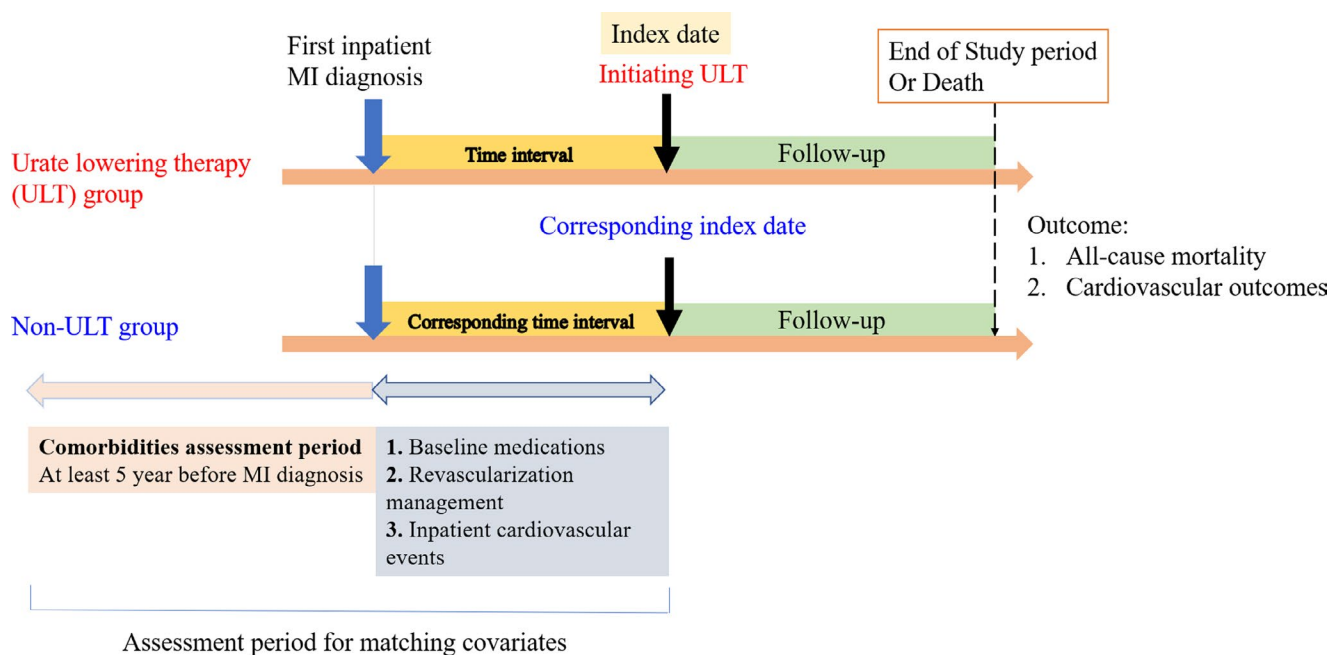 First inpatient
MI diagnosis
Index date
Initiating ULT
End of Study period
Or Death
Urate lowering therapy
(ULT) group
Time interval
Follow-up
Corresponding index date
Outcome:
1. All-cause mortality
2. Cardiovascular outcomes
Non-ULT group
Corresponding time interval
Follow-up
Comorbidities assessment period
At least 5 year before MI diagnosis
1. Baseline medications
2. Revascularization
management
3. Inpatient cardiovascular
events
Assessment period for matching covariates